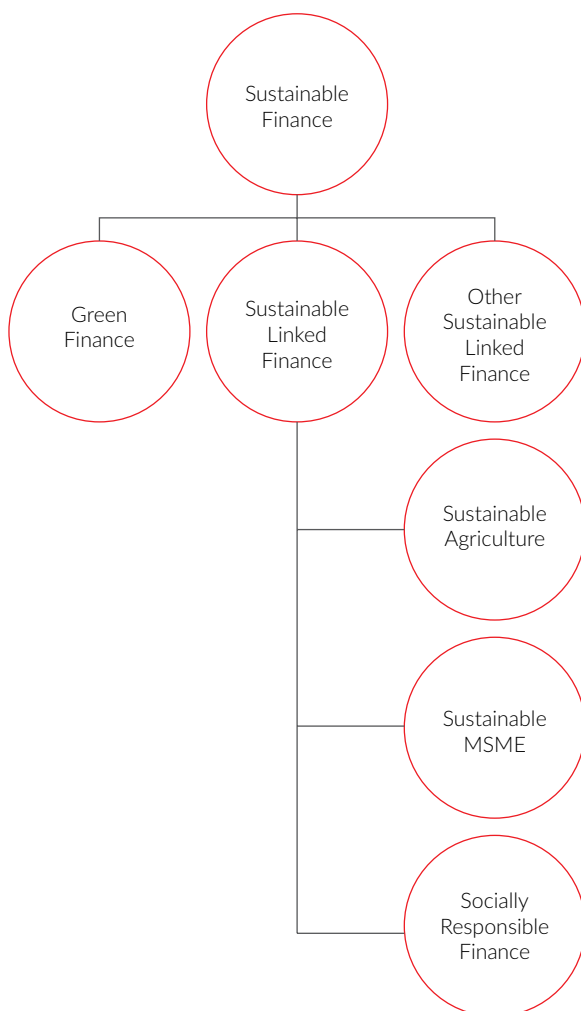 Sustainable
Finance
Green
Finance
Sustainable
Linked
Finance
Other
Sustainable
Linked
Finance
Sustainable
Agriculture
Sustainable
MSME
Socially
Responsible
Finance